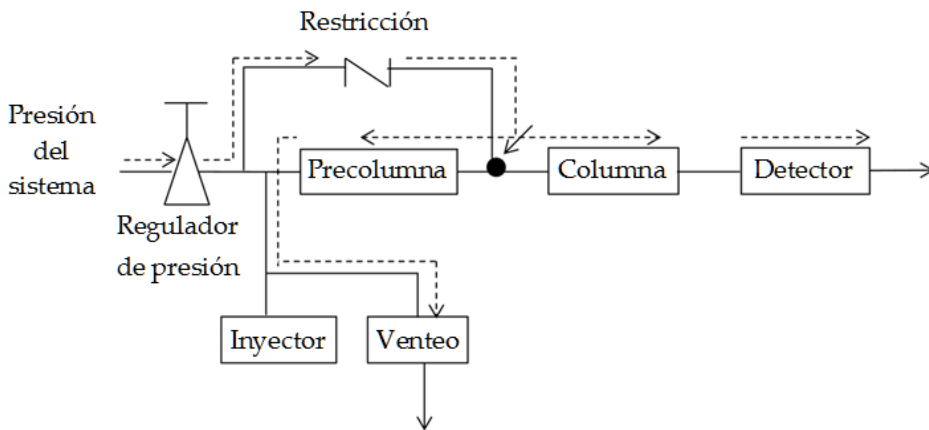 Restricción
Presión
del
sistema
Precolumna
Columna
Detector
Regulador
de presión
Inyector
Venteo